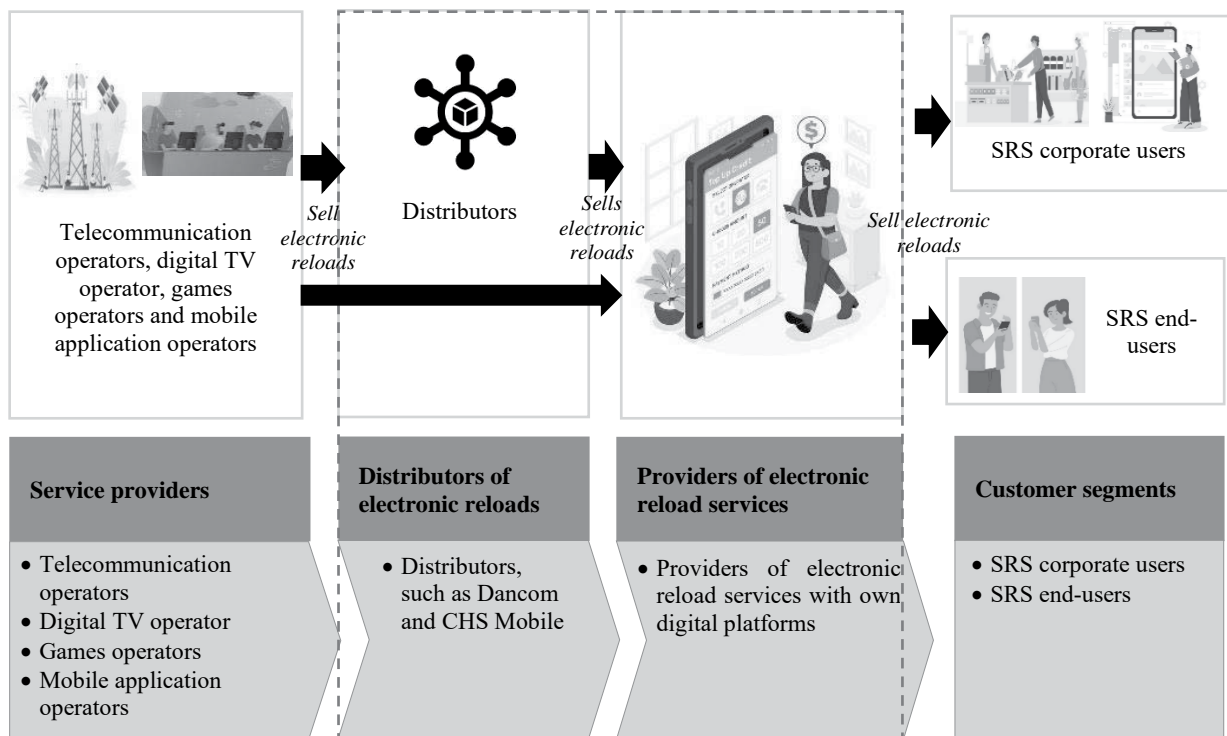 SRS corporate users
Distributors
Sell
electronic
reloads
Sells
electronic
reloads
Top Up Credit
Sell electronic
reloads
Telecommunication
operators, digital TV
operator, games
operators and mobile
application operators
SRS end-
users
Service providers
Distributors of
electronic reloads
Providers of electronic
reload services
Customer segments
• Telecommunication
operators
• Digital TV operator
• Games operators
• Mobile application
operators
• Distributors,
such as Dancom
and CHS Mobile
• Providers of electronic
reload services with own
digital platforms
• SRS corporate users
• SRS end-users